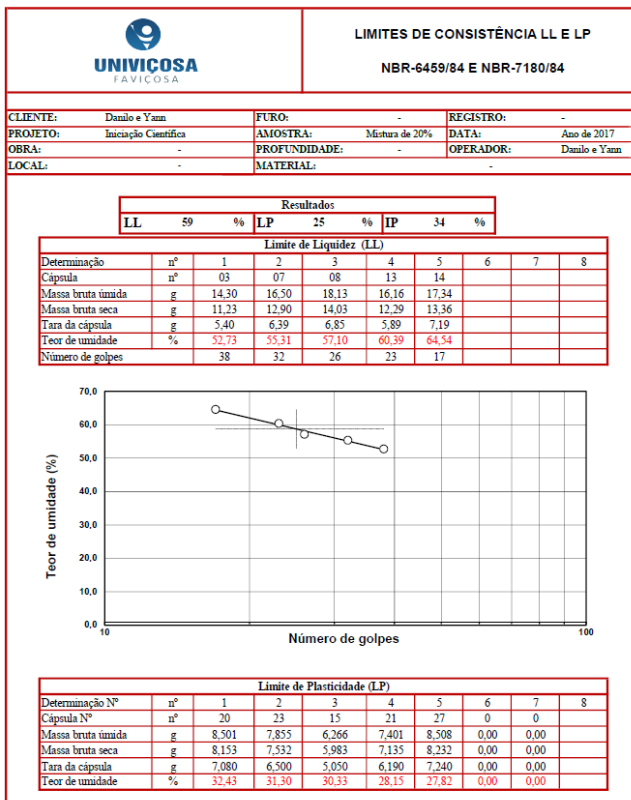 LIMITES DE CONSISTÊNCIA LL E LP
UNIVIÇOSA
FAVIÇOSA
NBR-6459/84 E NBR-7180/84
CLIENTE: Danilo e Yann FURO: - REGISTRO: -
PROJETO: Iniciação Científica AMOSTRA: Mistura de 20% DATA: Ano de 2017
OBRA: - PROFUNDIDADE: - OPERADOR: Danilo e Yann
LOCAL: - MATERIAL: -
Resultados
LL 59 % LP 25 % IP 34 %
Limite de Liquidez (LL)
Determinação nº 1 2 3 4 5 6 7 8
Cápsula nº 03 07 08 13 14
Massa bruta úmida g 14,30 16,50 18,13 16,16 17,34
Massa bruta seca g 11,23 12,90 14,03 12,29 13,36
Tara da cápsula g 5,40 6,39 6,85 5,89 7,19
Teor de umidade % 52,73 55,31 57,10 60,39 64,54
Número de golpes 38 32 26 23 17
70,0
60,0
50,0
40,0
30,0
20,0
10,0
0,0
Teor de umidade (%)
10 100
Número de golpes
Limite de Plasticidade (LP)
Determinação Nº nº 1 2 3 4 5 6 7 8
Cápsula Nº nº 20 23 15 21 27 0 0
Massa bruta úmida g 8,501 7,855 6,266 7,401 8,508 0,00 0,00
Massa bruta seca g 8,153 7,532 5,983 7,135 8,232 0,00 0,00
Tara da cápsula g 7,080 6,500 5,050 6,190 7,240 0,00 0,00
Teor de umidade % 32,43 31,30 30,33 28,15 27,82 0,00 0,00